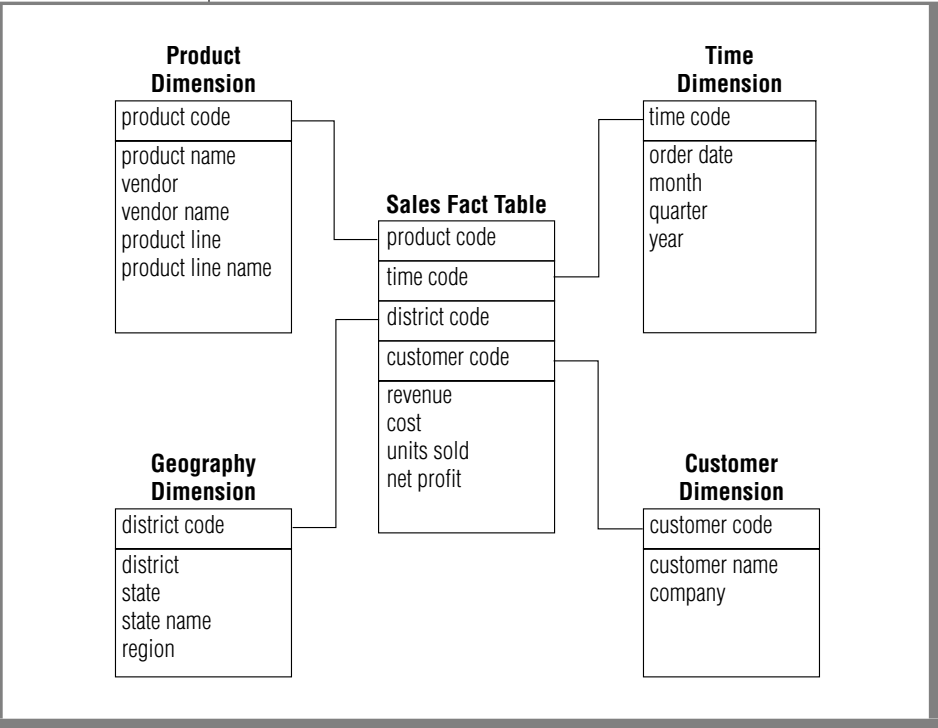 Product
Dimension
product code
product name
vendor
vendor name
product line
product line name
Time
Dimension
time code
order date
month
quarter
year
Sales Fact Table
product code
time code
district code
customer code
revenue
cost
units sold
net profit
Geography
Dimension
district code
district
state
state name
region
Customer
Dimension
customer code
customer name
company